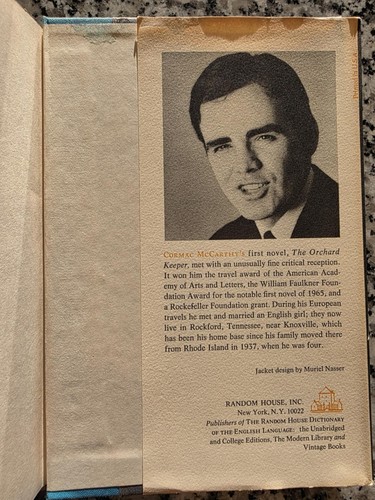 CORMAC MCCARTHY'S first novel, The Orchard
Keeper, met with an unusually fine critical reception.
It won him the travel award of the American Acad-
emy of Arts and Letters, the William Faulkner Foun-
dation Award for the notable first novel of 1965, and
a Rockefeller Foundation grant. During his European
travels he met and married an English girl; they now
live in Rockford, Tennessee, near Knoxville, which
has been his home base since his family moved there
from Rhode Island in 1937, when he was four.
Jacket design by Muriel Nasser
RANDOM HOUSE, INC.
New York, N.Y. 10022
Publishers of THE RANDOM HOUSE DICTIONARY
OF THE ENGLISH LANGUAGE: the Unabridged
and College Editions, The Modern Library and
Vintage Books